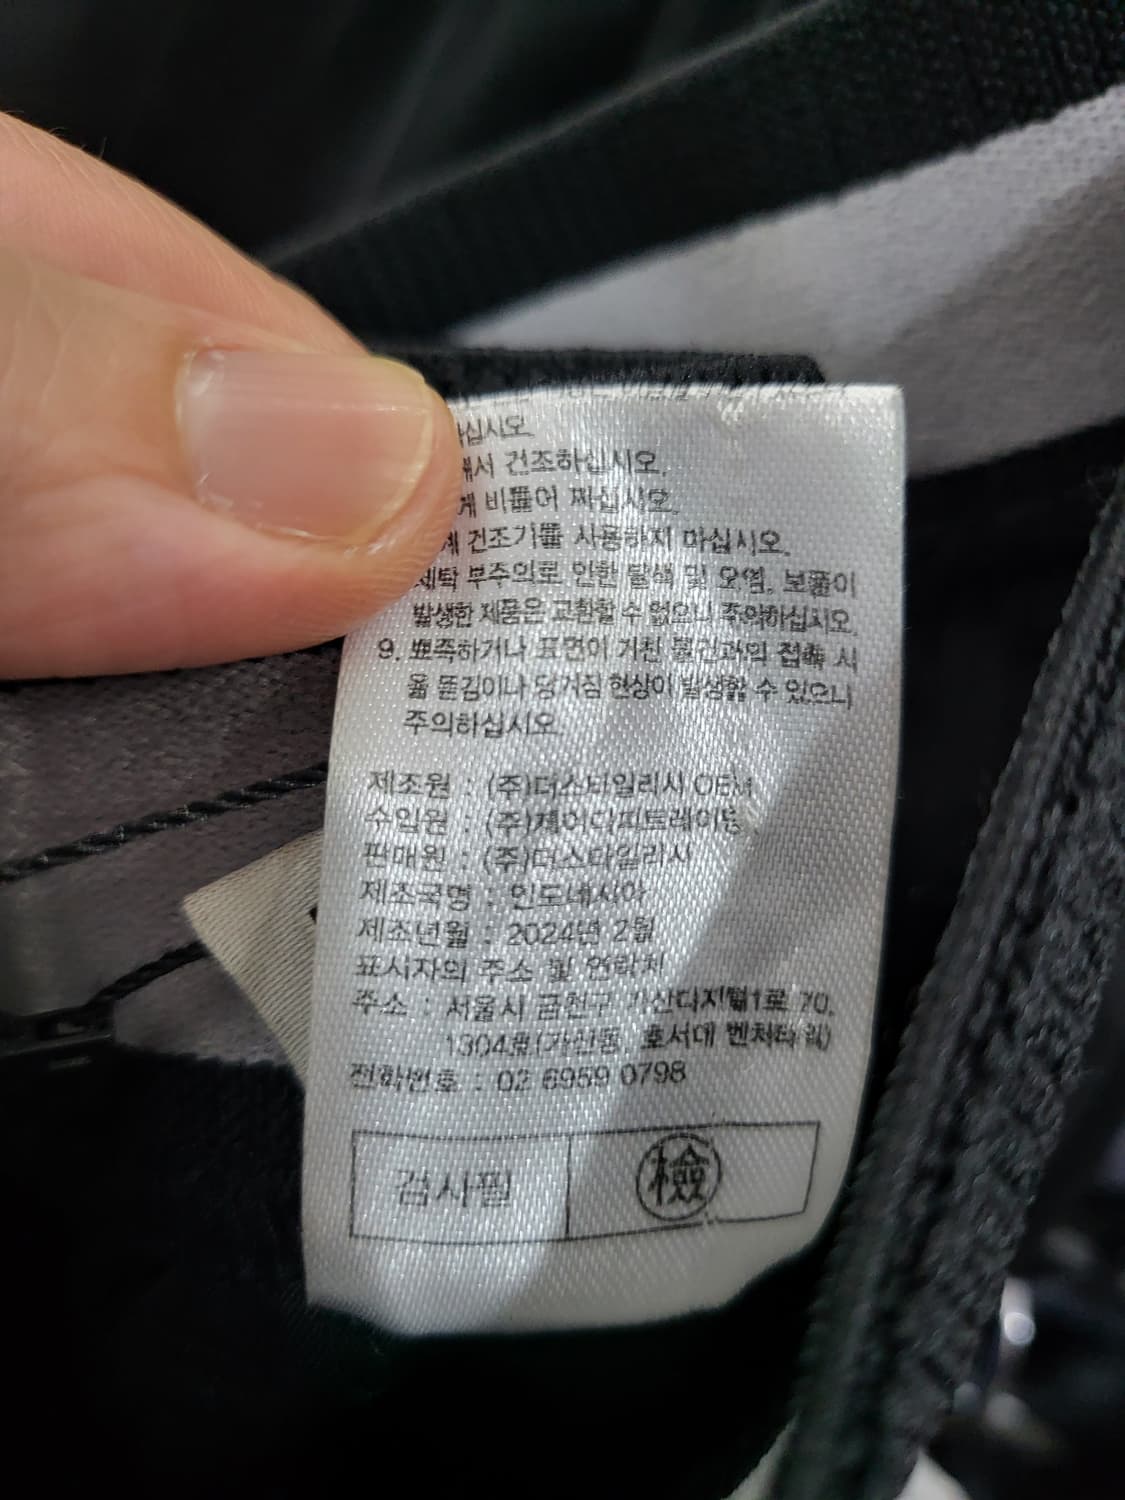 십시오.
서 건조하십시오.
게 비틀어 짜십시오.
건조기를 사용하지 마십시오.
세탁 부주의로 인한 탈색 및 오염, 보풀이
발생한 제품은 교환할 수 없으니 주의하십시오.
9. 뾰족하거나 표면이 거친 물건과의 접촉 시
올 뜯김이나 당겨짐 현상이 발생할 수 있으니
주의하십시오.
제조원 : (주)더스타일리시 OEM
수입원 : (주)제이디피트레이딩
판매원 : (주)더스타일리시
제조국명 : 인도네시아
제조년월 : 2024년 2월
표시자의 주소 및 연락처
주소 : 서울시 금천구 가산디지털1로 70,
1304호(가산동 호서대 벤처타워)
전화번호 : 02 6959 0798
검사필 檢